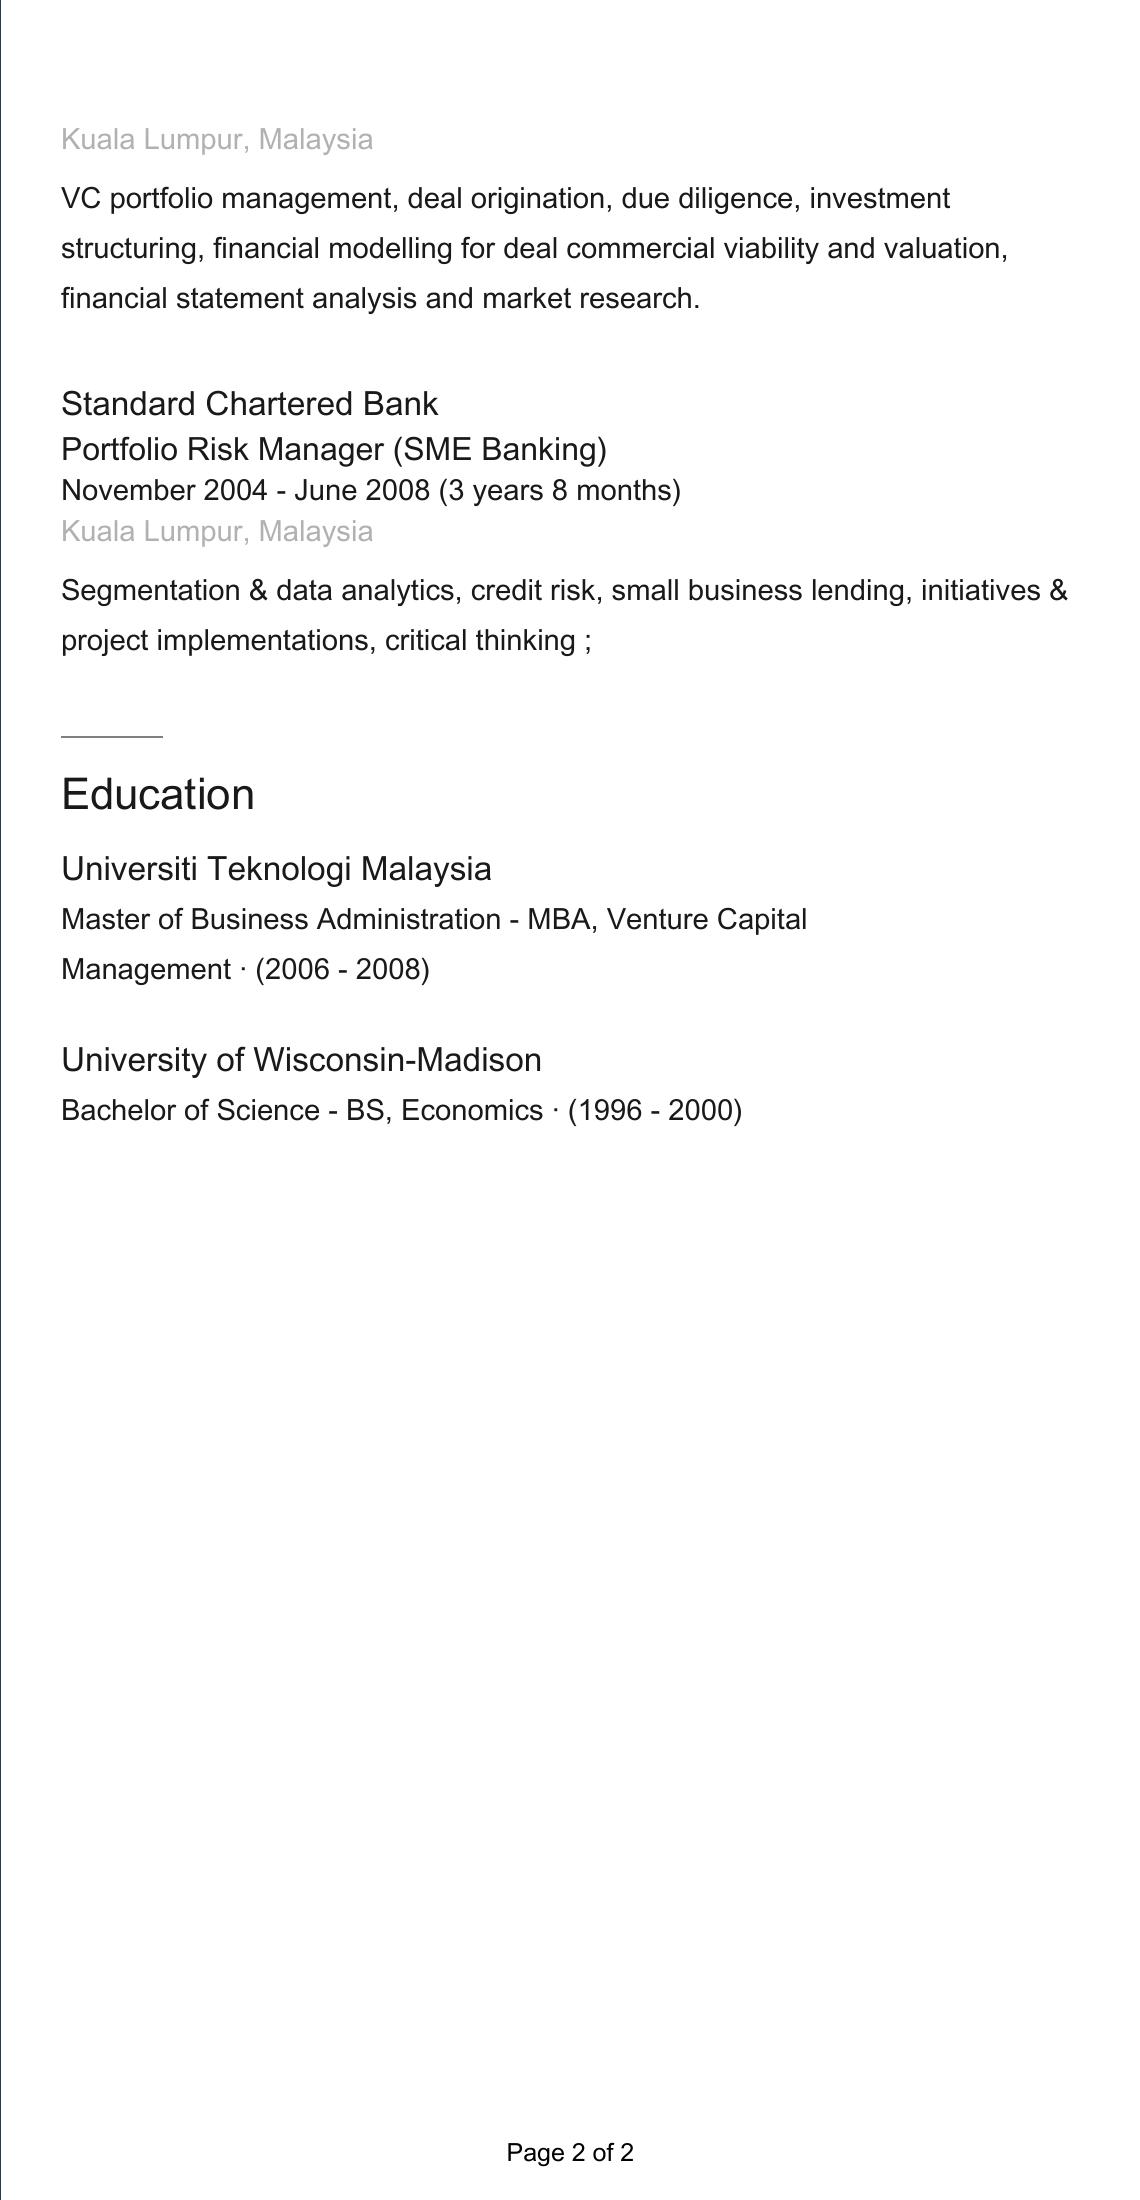 Kuala Lumpur, Malaysia
VC portfolio management, deal origination, due diligence, investment
structuring, financial modelling for deal commercial viability and valuation,
financial statement analysis and market research.
Standard Chartered Bank
Portfolio Risk Manager (SME Banking)
November 2004 - June 2008 (3 years 8 months)
Kuala Lumpur, Malaysia
Segmentation & data analytics, credit risk, small business lending, initiatives &
project implementations, critical thinking ;
Education
Universiti Teknologi Malaysia
Master of Business Administration - MBA, Venture Capital
Management · (2006 - 2008)
University of Wisconsin-Madison
Bachelor of Science - BS, Economics · (1996 - 2000)
Page 2 of 2